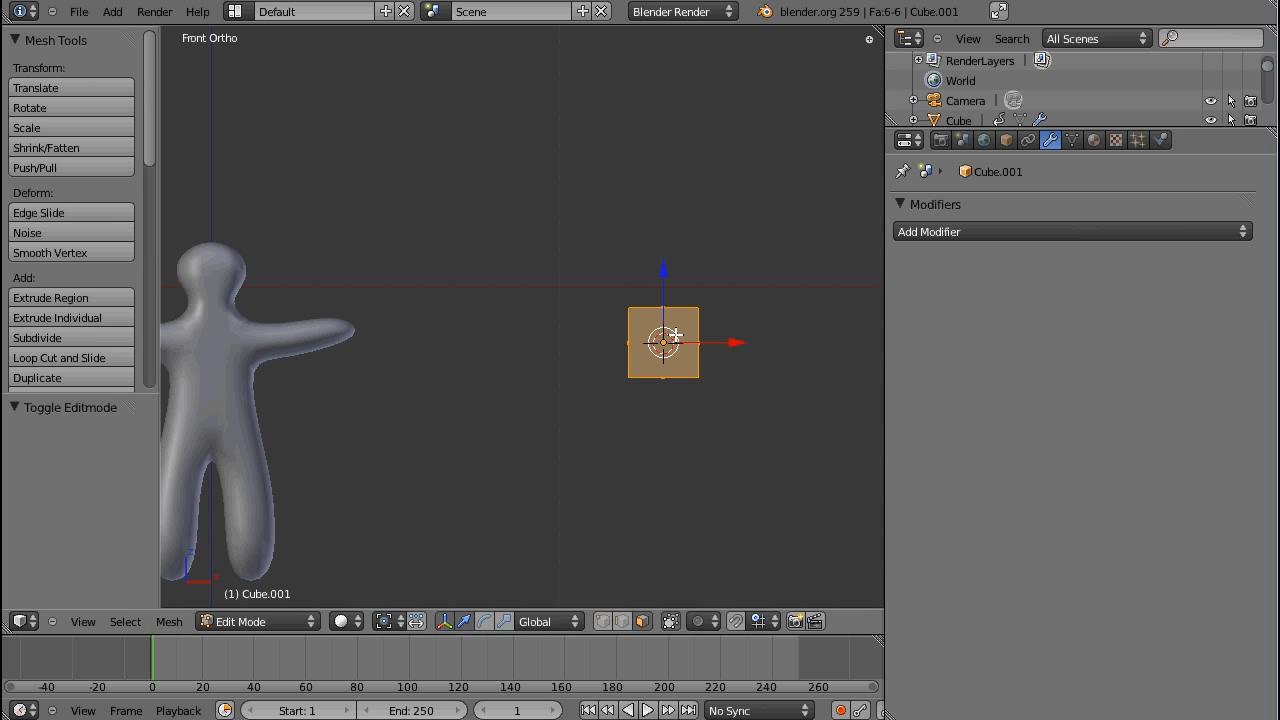 File Add Render Help Default Scene Blender Render blender.org 259 | Fa:6-6 | Cube.001
Mesh Tools
Transform:
Translate
Rotate
Scale
Shrink/Fatten
Push/Pull
Deform:
Edge Slide
Noise
Smooth Vertex
Add:
Extrude Region
Extrude Individual
Subdivide
Loop Cut and Slide
Duplicate
Toggle Editmode
Front Ortho
z
x
(1) Cube.001
View Search All Scenes
RenderLayers
World
Camera
Cube
Cube.001
Modifiers
Add Modifier
View Select Mesh Edit Mode Global
-40 -20 0 20 40 60 80 100 120 140 160 180 200 220 240 260
View Frame Playback Start: 1 End: 250 1 No Sync